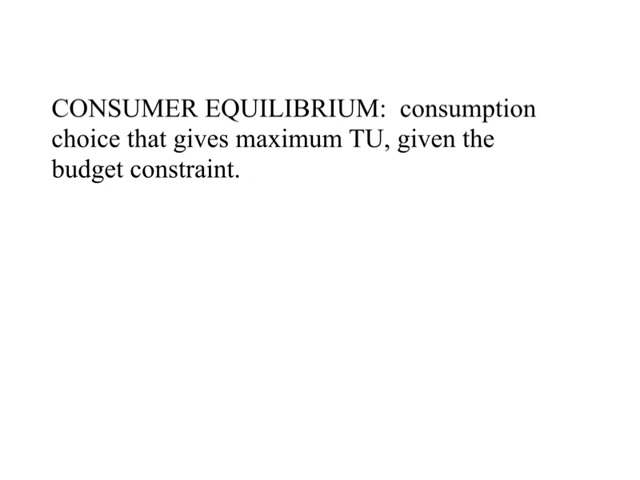 CONSUMER EQUILIBRIUM:  consumption
choice that gives maximum TU, given the
budget constraint.